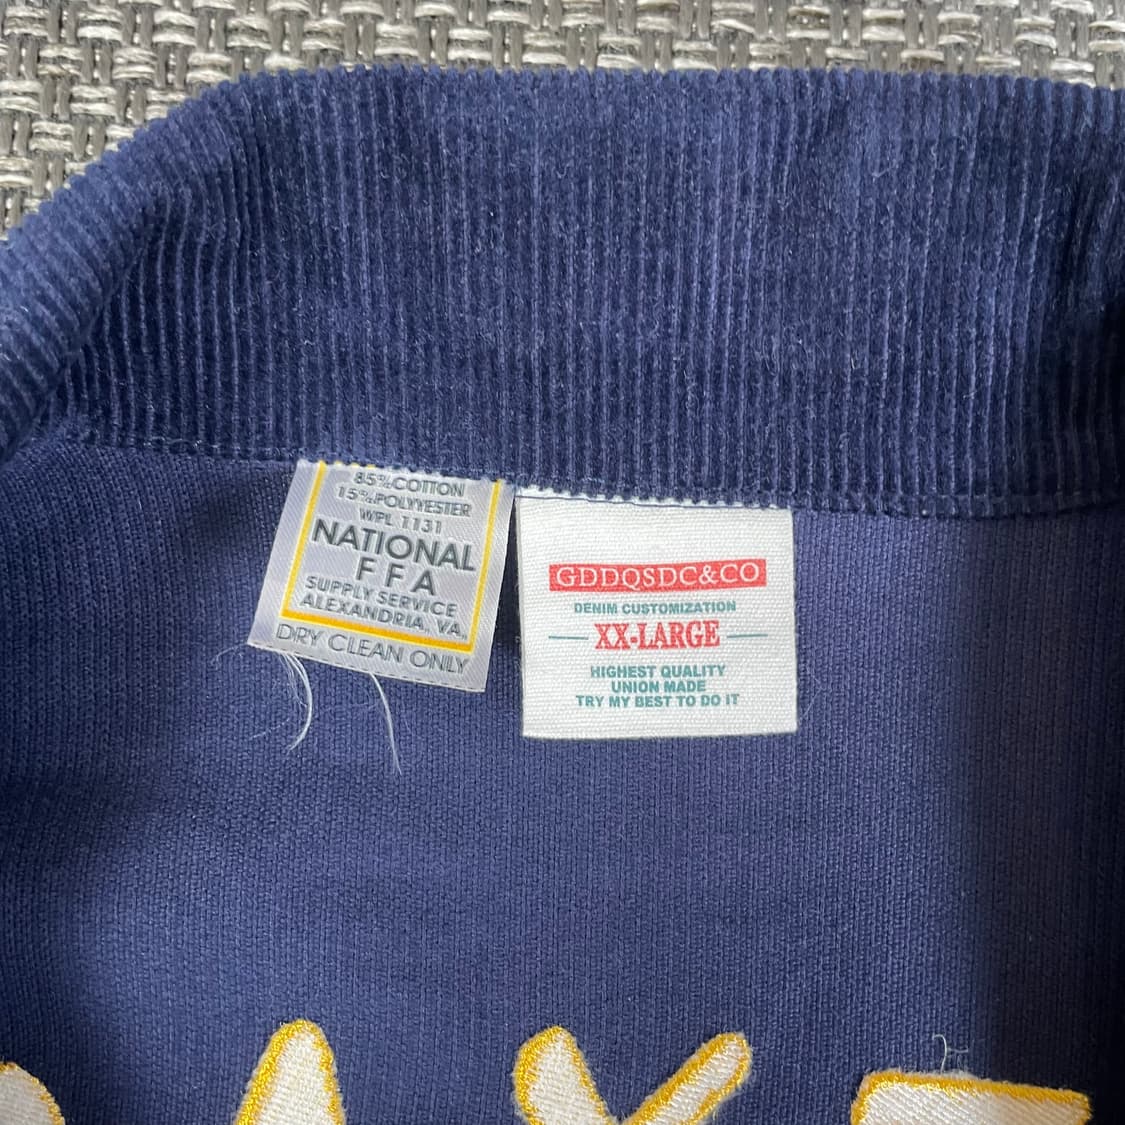 85% COTTON
15% POLYYESTER
WPL 1131
NATIONAL
FFA
SUPPLY SERVICE
ALEXANDRIA, VA.
DRY CLEAN ONLY
GDDQSDC&CO
DENIM CUSTOMIZATION
XX-LARGE
HIGHEST QUALITY
UNION MADE
TRY MY BEST TO DO IT